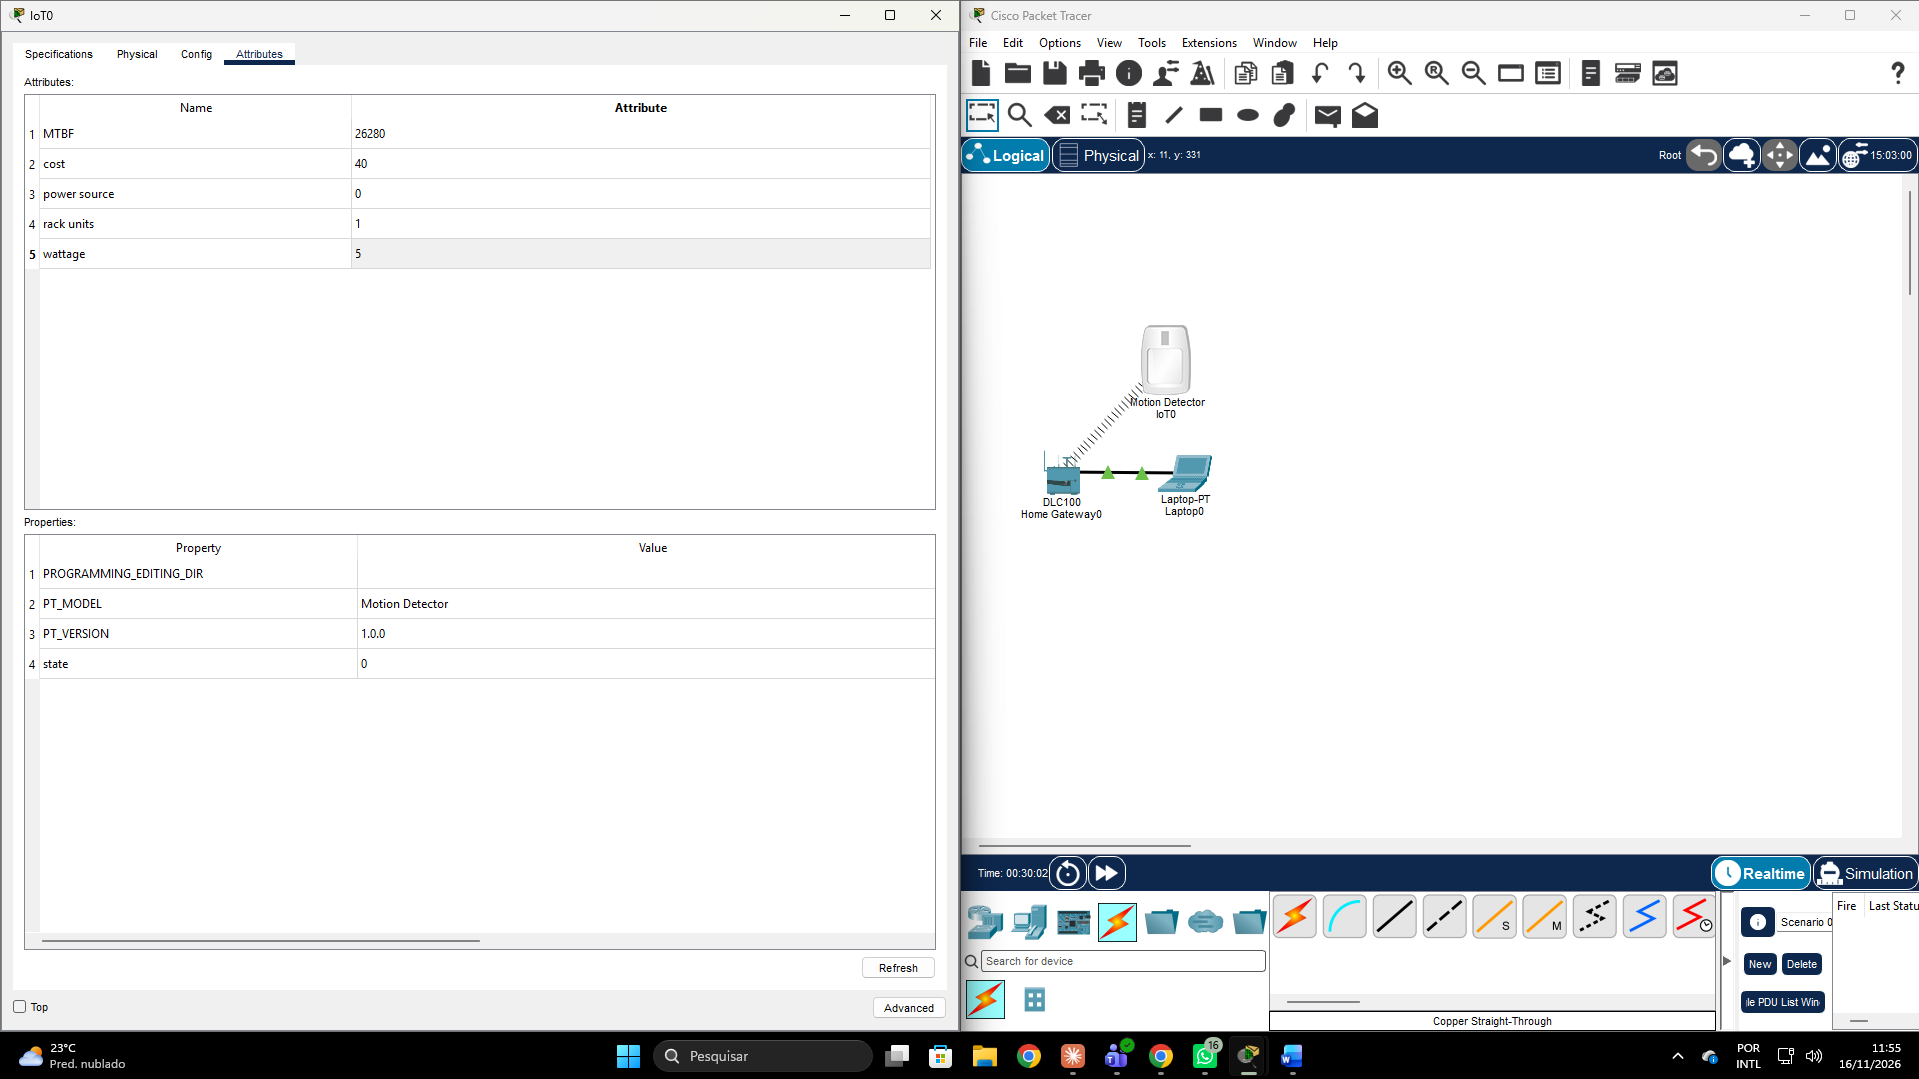 IoT0
Specifications Physical Config Attributes
Attributes:
Name Attribute
1 MTBF 26280
2 cost 40
3 power source 0
4 rack units 1
5 wattage 5
Properties:
Property Value
1 PROGRAMMING_EDITING_DIR
2 PT_MODEL Motion Detector
3 PT_VERSION 1.0.0
4 state 0
Refresh
Top
Advanced
Cisco Packet Tracer
File Edit Options View Tools Extensions Window Help
R
?
Logical Physical x: 11, y: 331 Root 15:03:00
Motion Detector
IoT0
DLC100
Home Gateway0
Laptop-PT
Laptop0
Time: 00:30:02 Realtime Simulation
S M
Search for device
Copper Straight-Through
Scenario 0
New Delete
le PDU List Win
Fire Last Statu
23°C
Pred. nublado
Pesquisar
16
POR
INTL
11:55
16/11/2026